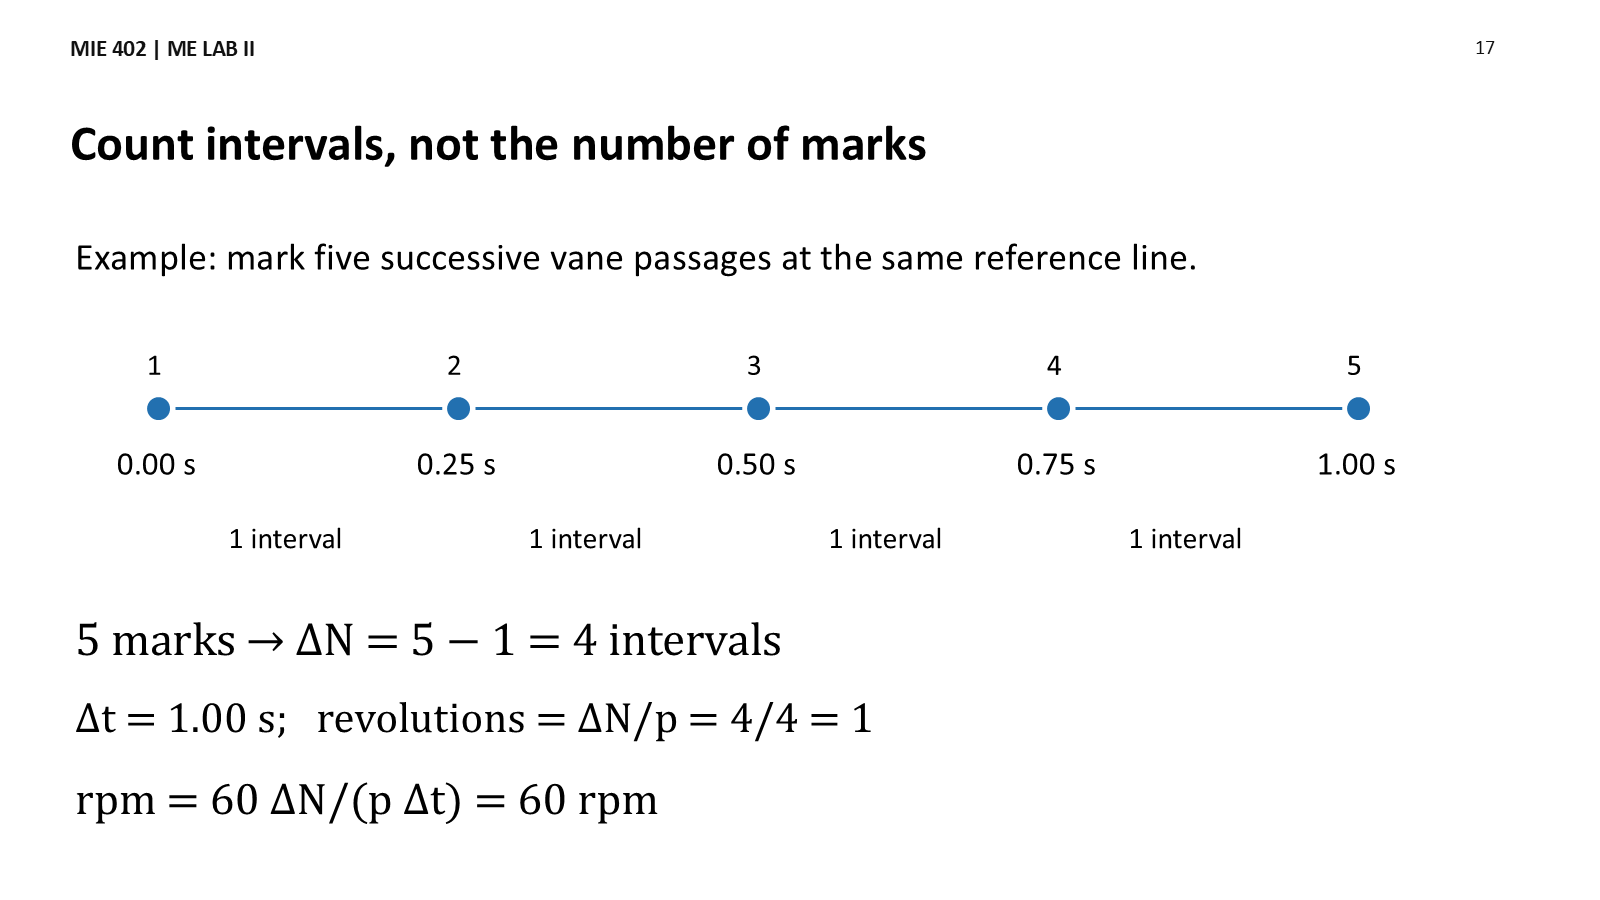 MIE 402 | ME LAB II
17
Count intervals, not the number of marks
Example: mark five successive vane passages at the same reference line.
1 2 3 4 5
0.00 s 0.25 s 0.50 s 0.75 s 1.00 s
1 interval 1 interval 1 interval 1 interval
5 marks → ΔN = 5 − 1 = 4 intervals
Δt = 1.00 s; revolutions = ΔN/p = 4/4 = 1
rpm = 60 ΔN/(p Δt) = 60 rpm